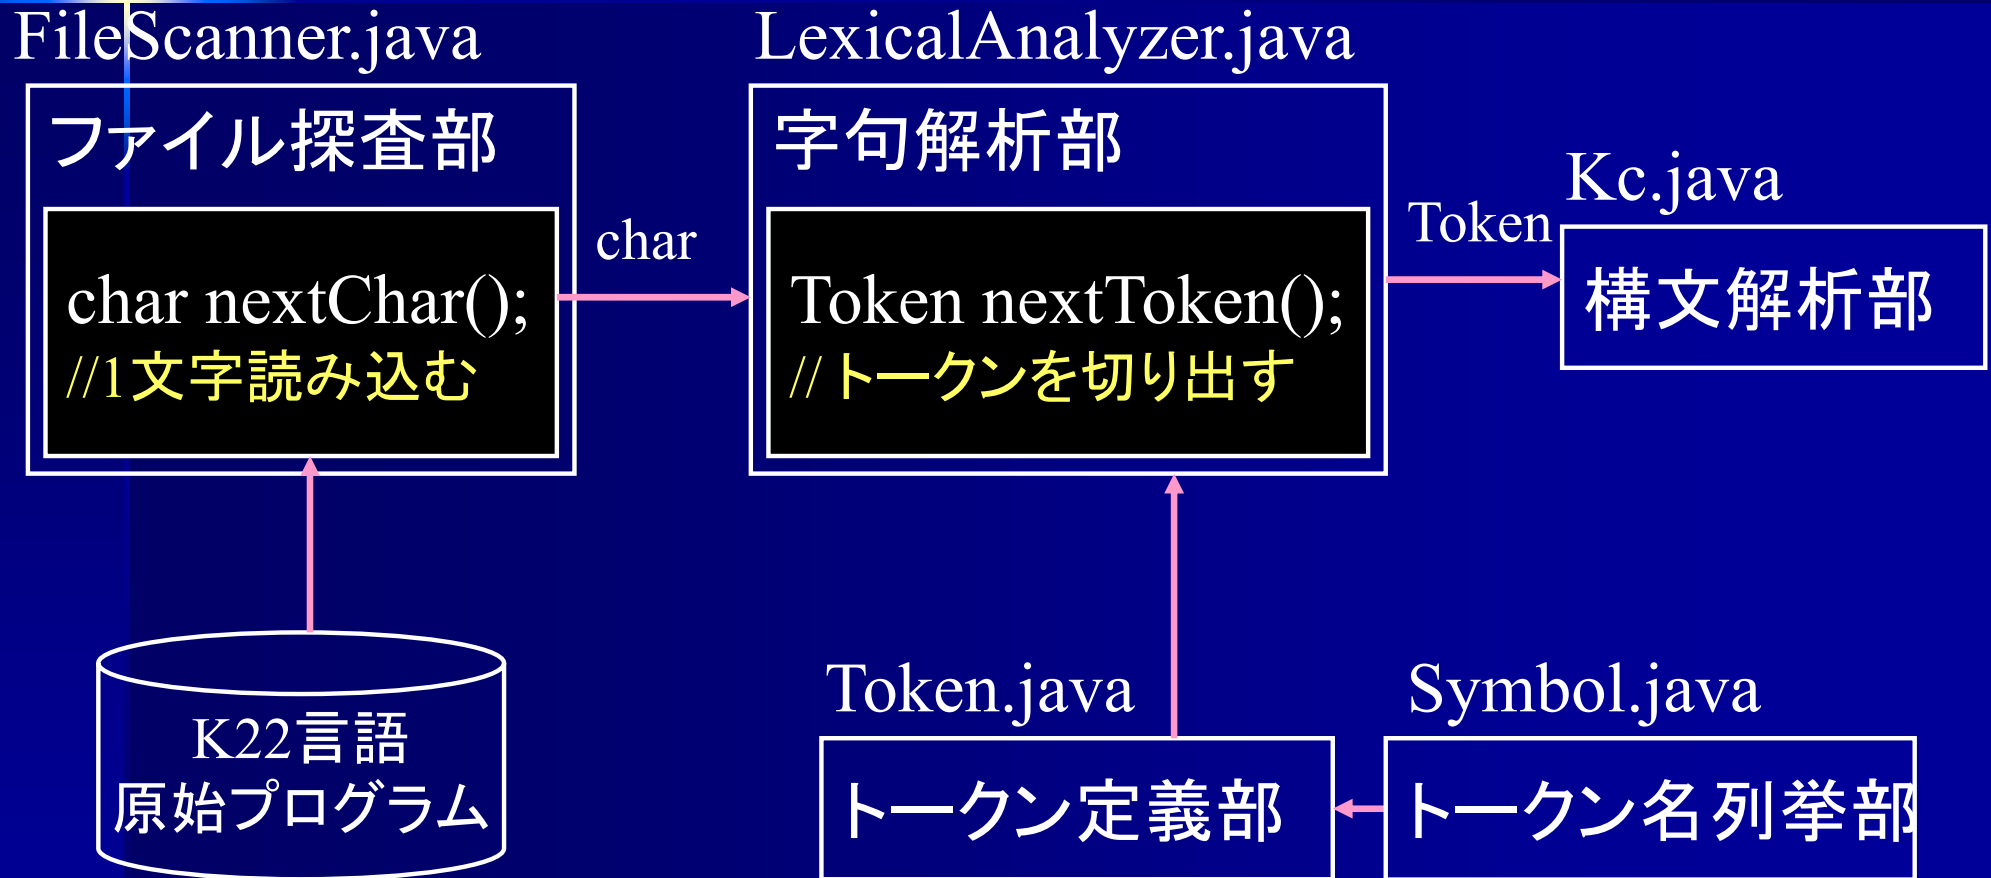 FileScanner.java
ファイル探査部
char nextChar();
//1文字読み込む
char
LexicalAnalyzer.java
字句解析部
Token nextToken();
//トークンを切り出す
Token
Kc.java
構文解析部
K22言語
原始プログラム
Token.java
トークン定義部
Symbol.java
トークン名列挙部